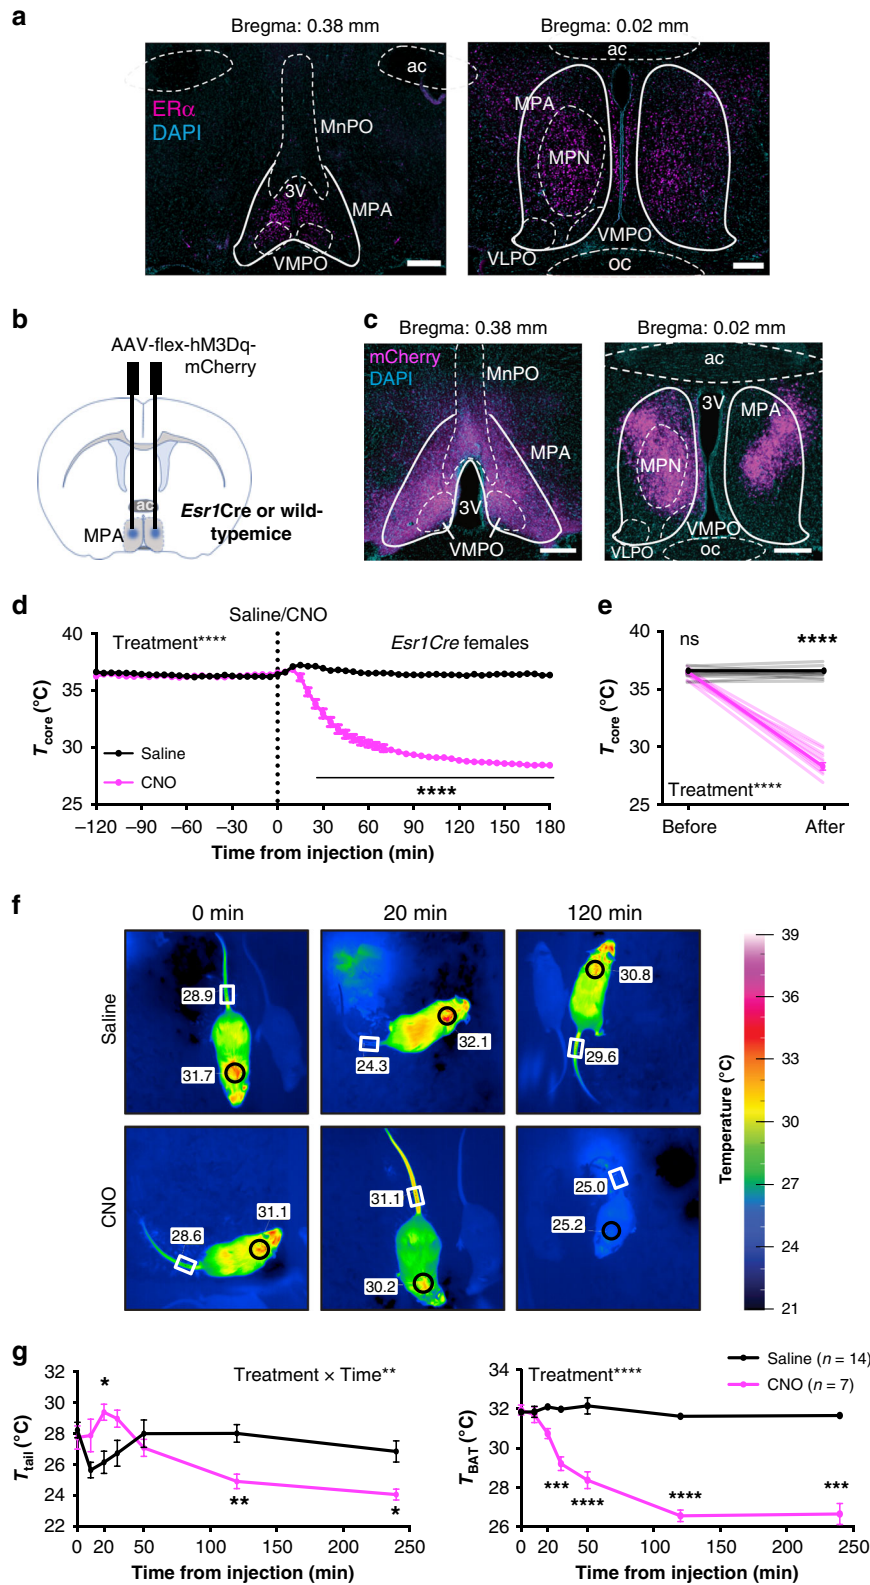 a
Bregma: 0.38 mm
Bregma: 0.02 mm
ac
ac
ERα
DAPI
MnPO
MPA
MPN
3V
MPA
VMPO
VMPO
VLPO
oc
b
AAV-flex-hM3Dq-
mCherry
ac
MPA
Esr1Cre or wild-
typemice
c
Bregma: 0.38 mm
Bregma: 0.02 mm
mCherry
DAPI
MnPO
ac
3V
MPA
MPA
MPN
3V
VMPO
VMPO
VLPO
oc
d
Saline/CNO
Treatment****
Esr1Cre females
40
35
30
25
Tcore (°C)
Saline
CNO
****
–120 –90 –60 –30 0 30 60 90 120 150 180
Time from injection (min)
e
40
35
30
25
Tcore (°C)
ns
****
Treatment****
Before
After
f
0 min
20 min
120 min
Saline
28.9
31.7
24.3
32.1
30.8
29.6
CNO
28.6
31.1
31.1
30.2
25.0
25.2
39
36
33
30
27
24
21
Temperature (°C)
g
32
30
28
26
24
22
Ttail (°C)
*
Treatment × Time**
**
*
0 20 50 100 150 200 250
Time from injection (min)
34
32
30
28
26
TBAT (°C)
Treatment****
Saline (n = 14)
CNO (n = 7)
***
****
****
***
0 20 50 100 150 200 250
Time from injection (min)